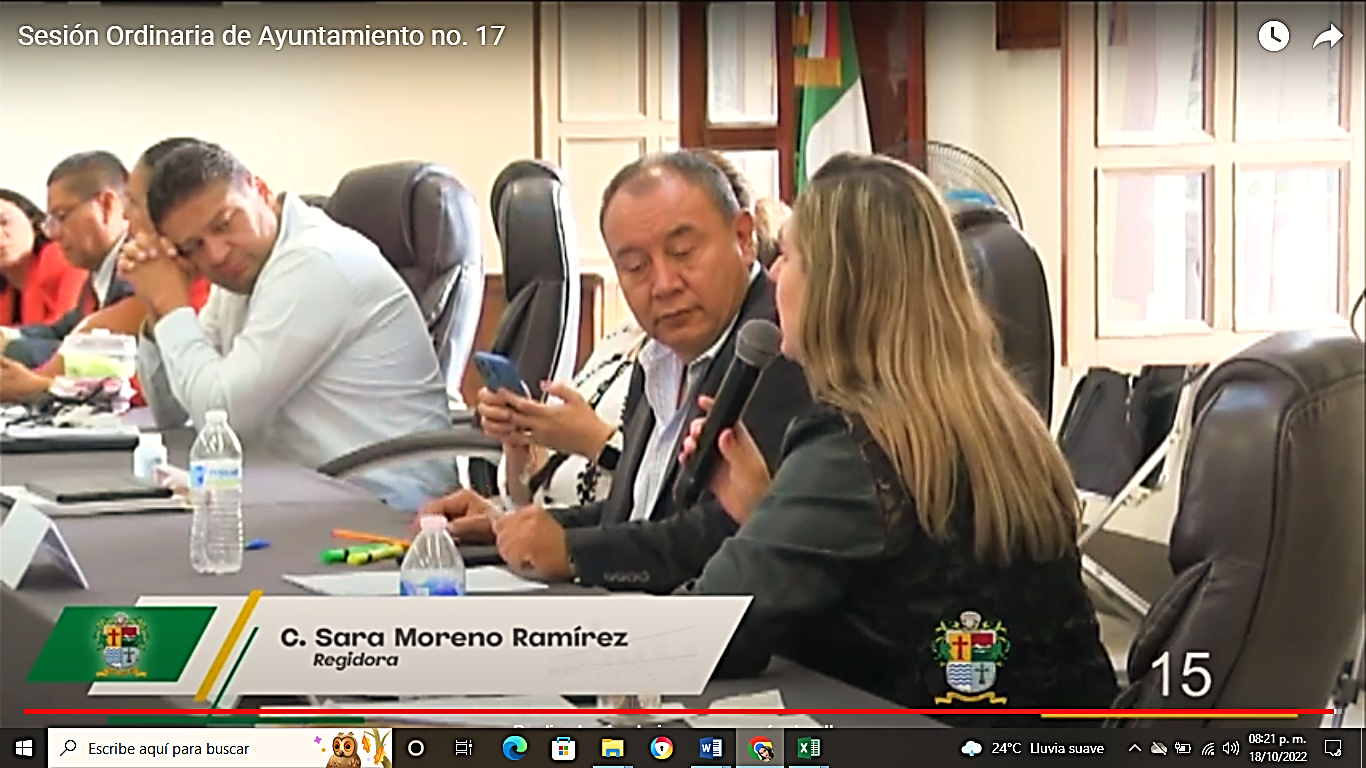 Sesión Ordinaria de Ayuntamiento no. 17
C. Sara Moreno Ramírez
Regidora
15
Escribe aquí para buscar
24°C Lluvia suave
08:21 p. m.
18/10/2022